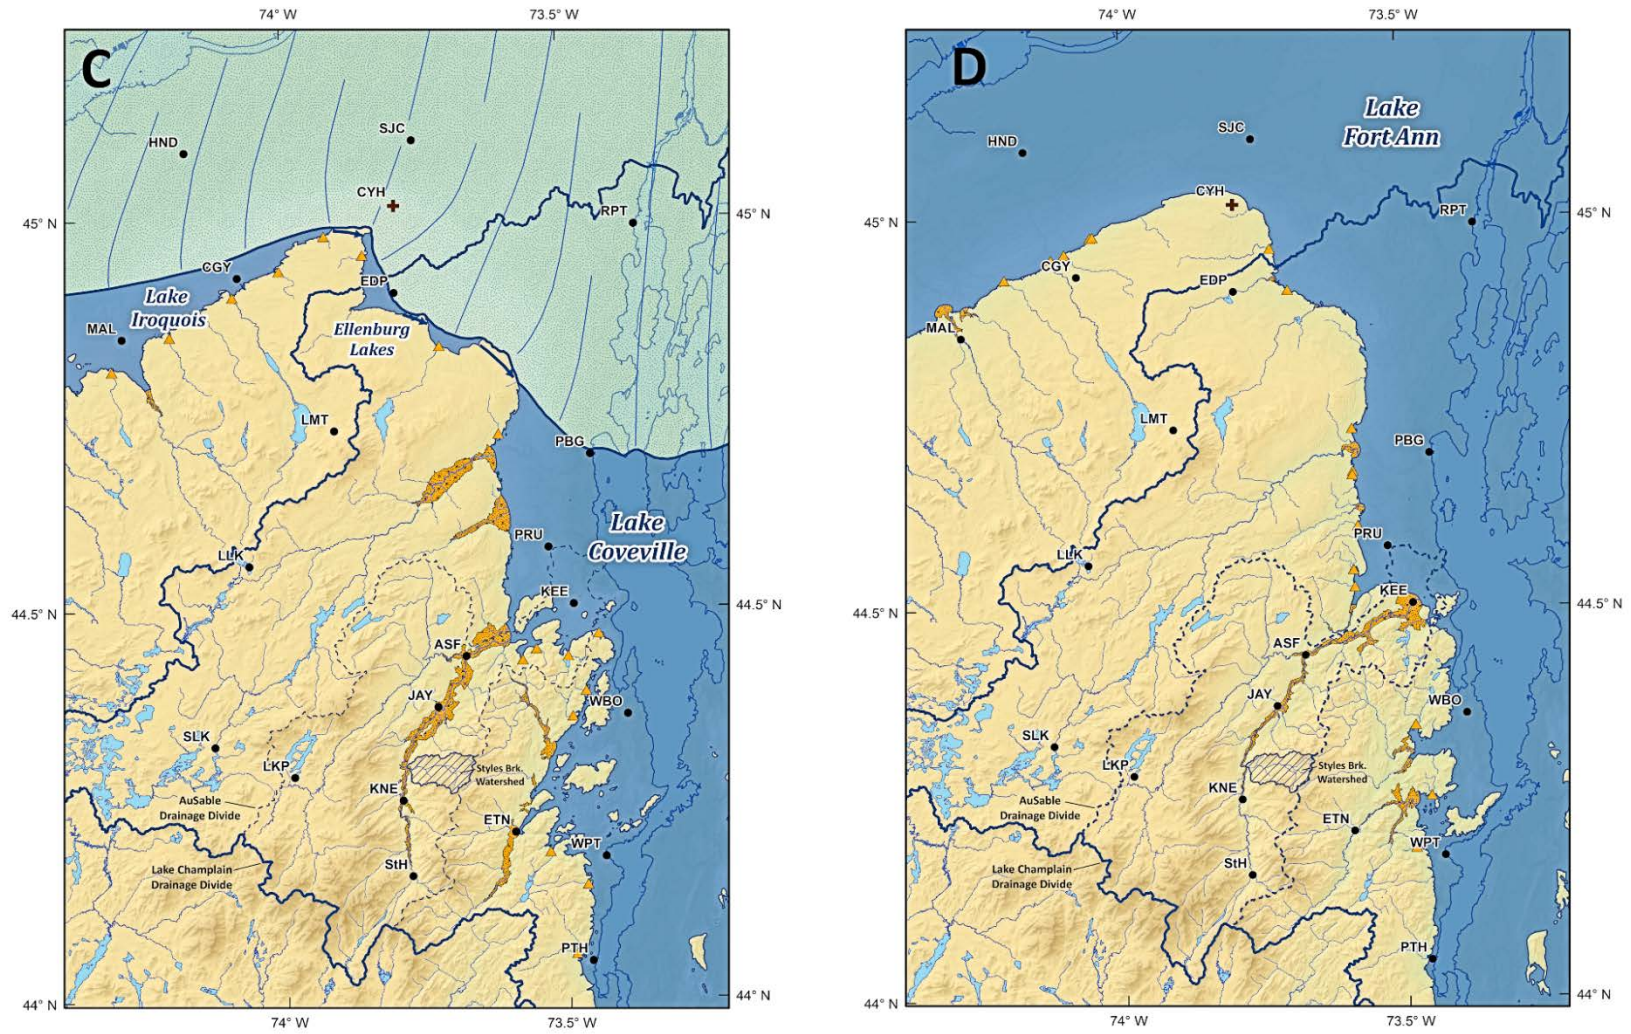 74° W
73.5° W
74° W
73.5° W
C
D
SJC
HND
CYH
RPT
45° N
45° N
CGY
EDP
Lake
Iroquois
MAL
Ellenburg
Lakes
LMT
PBG
Lake
Coveville
PRU
LLK
KEE
44.5° N
44.5° N
ASF
JAY
WBO
SLK
LKP
Styles Brk.
Watershed
KNE
AuSable
Drainage Divide
ETN
WPT
StH
Lake Champlain
Drainage Divide
PTH
44° N
44° N
74° W
73.5° W
Lake
Fort Ann
SJC
HND
CYH
RPT
45° N
45° N
CGY
EDP
MAL
LMT
PBG
PRU
LLK
KEE
44.5° N
44.5° N
ASF
JAY
WBO
SLK
LKP
Styles Brk.
Watershed
KNE
AuSable
Drainage Divide
ETN
WPT
StH
Lake Champlain
Drainage Divide
PTH
44° N
44° N
74° W
73.5° W